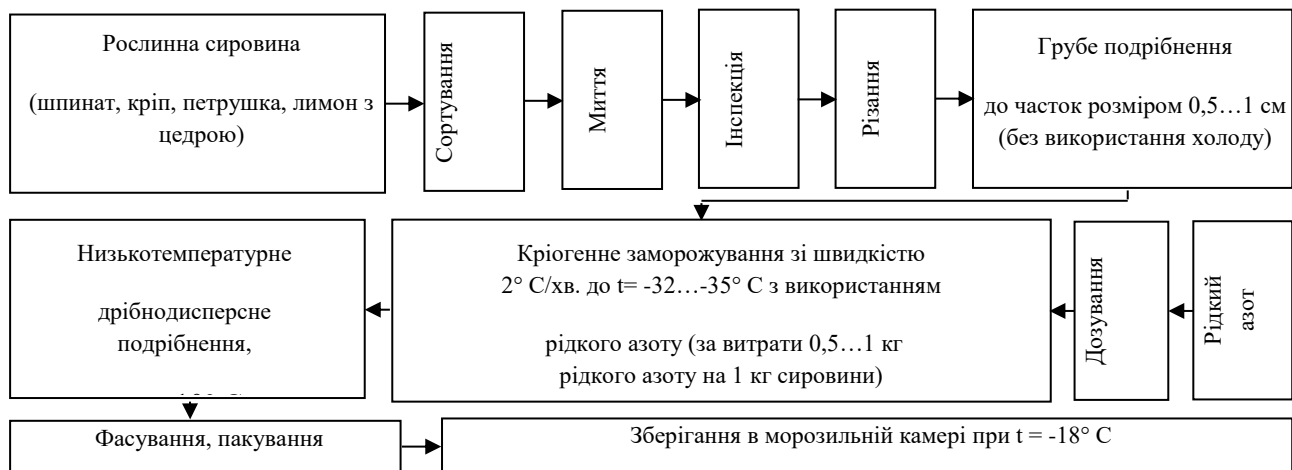 Рослинна сировина
(шпинат, кріп, петрушка, лимон з
цедрою)
Сортування
Миття
Інспекція
Різання
Грубе подрібнення
до часток розміром 0,5…1 см
(без використання холоду)
Низькотемпературне
дрібнодисперсне
подрібнення,
Кріогенне заморожування зі швидкістю
2° С/хв. до t= -32…-35° С з використанням
рідкого азоту (за витрати 0,5…1 кг
рідкого азоту на 1 кг сировини)
Дозування
Рідкий
азот
Фасування, пакування
Зберігання в морозильній камері при t = -18° С